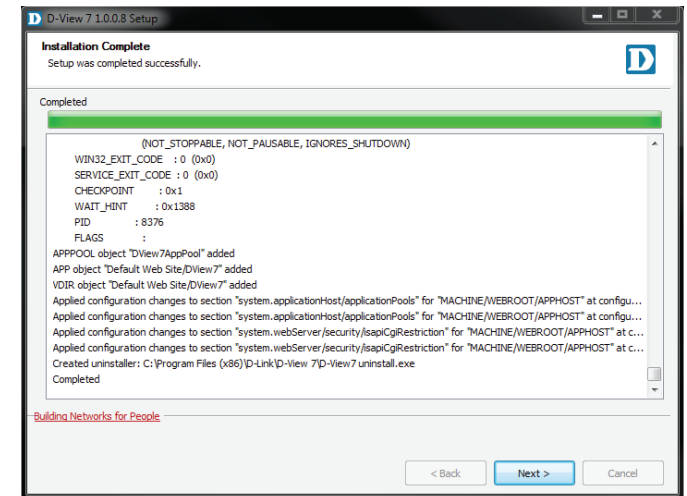 D-View 7 1.0.0.8 Setup
Installation Complete
Setup was completed successfully.
D
Completed
(NOT_STOPPABLE, NOT_PAUSABLE, IGNORES_SHUTDOWN)
WIN32_EXIT_CODE : 0 (0x0)
SERVICE_EXIT_CODE : 0 (0x0)
CHECKPOINT : 0x1
WAIT_HINT : 0x1388
PID : 8376
FLAGS :
APPPOOL object "DView7AppPool" added
APP object "Default Web Site/DView7" added
VDIR object "Default Web Site/DView7" added
Applied configuration changes to section "system.applicationHost/applicationPools" for "MACHINE/WEBROOT/APPHOST" at configu...
Applied configuration changes to section "system.applicationHost/applicationPools" for "MACHINE/WEBROOT/APPHOST" at configu...
Applied configuration changes to section "system.webServer/security/isapiCgiRestriction" for "MACHINE/WEBROOT/APPHOST" at c...
Applied configuration changes to section "system.webServer/security/isapiCgiRestriction" for "MACHINE/WEBROOT/APPHOST" at c...
Created uninstaller: C:\Program Files (x86)\D-Link\D-View 7\D-View7 uninstall.exe
Completed
Building Networks for People
< Back Next > Cancel